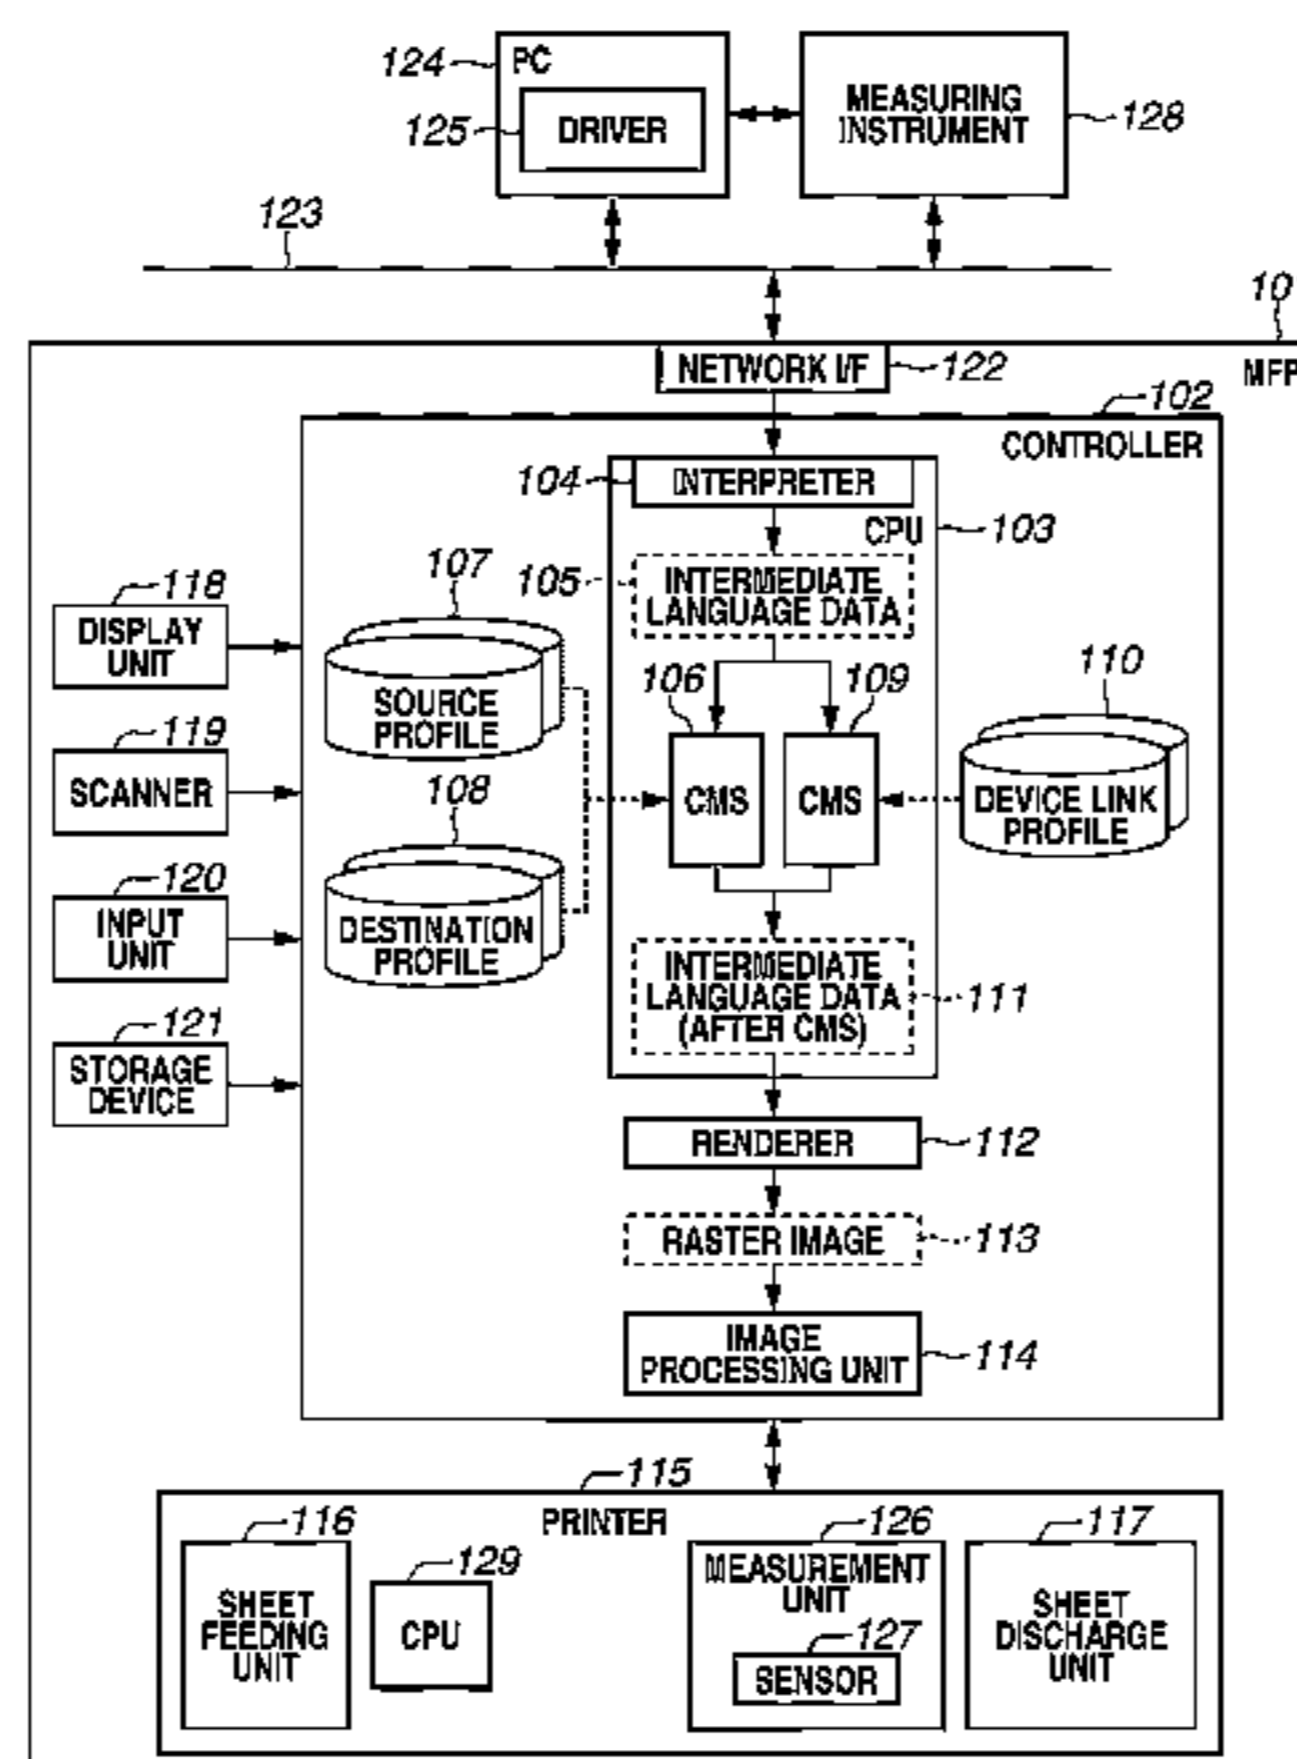 124
PC
125
DRIVER
MEASURING
INSTRUMENT
128
123
10
MFP
NETWORK I/F
122
102
CONTROLLER
104
INTERPRETER
CPU
103
105
INTERMEDIATE
LANGUAGE DATA
118
DISPLAY
UNIT
107
SOURCE
PROFILE
106
109
110
119
SCANNER
108
CMS
CMS
DEVICE LINK
PROFILE
120
INPUT
UNIT
DESTINATION
PROFILE
INTERMEDIATE
LANGUAGE DATA
(AFTER CMS)
111
121
STORAGE
DEVICE
RENDERER
112
RASTER IMAGE
113
IMAGE
PROCESSING UNIT
114
115
PRINTER
116
SHEET
FEEDING
UNIT
129
CPU
126
MEASUREMENT
UNIT
127
SENSOR
117
SHEET
DISCHARGE
UNIT